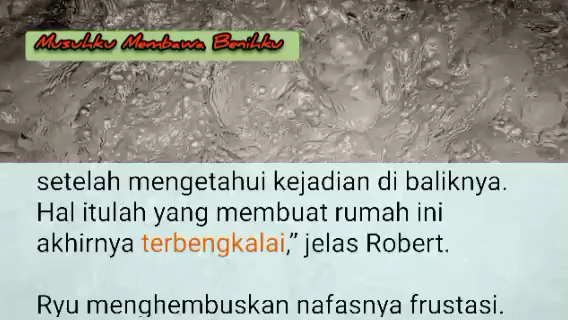 Musuhku Membawa Benihku
setelah mengetahui kejadian di baliknya.
Hal itulah yang membuat rumah ini
akhirnya terbengkalai,” jelas Robert.
Ryu menghembuskan nafasnya frustasi.